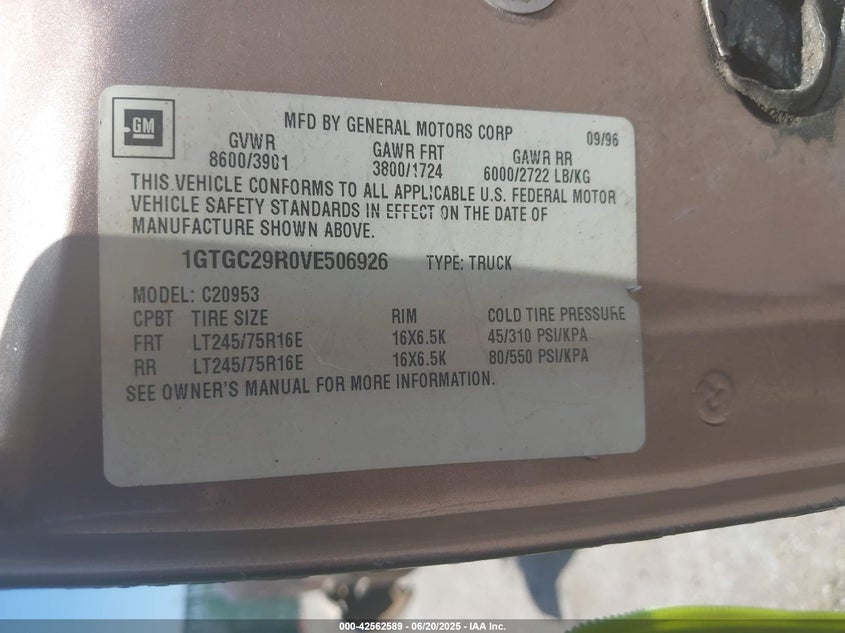 GM
MFD BY GENERAL MOTORS CORP 09/96
GVWR GAWR FRT GAWR RR
8600/3901 3800/1724 6000/2722 LB/KG
THIS VEHICLE CONFORMS TO ALL APPLICABLE U.S. FEDERAL MOTOR
VEHICLE SAFETY STANDARDS IN EFFECT ON THE DATE OF
MANUFACTURE SHOWN ABOVE.
1GTGC29R0VE506926 TYPE: TRUCK
MODEL: C20953
CPBT TIRE SIZE RIM COLD TIRE PRESSURE
FRT LT245/75R16E 16X6.5K 45/310 PSI/KPA
RR LT245/75R16E 16X6.5K 80/550 PSI/KPA
SEE OWNER'S MANUAL FOR MORE INFORMATION.
000-42562589 - 06/20/2025 - IAA Inc.